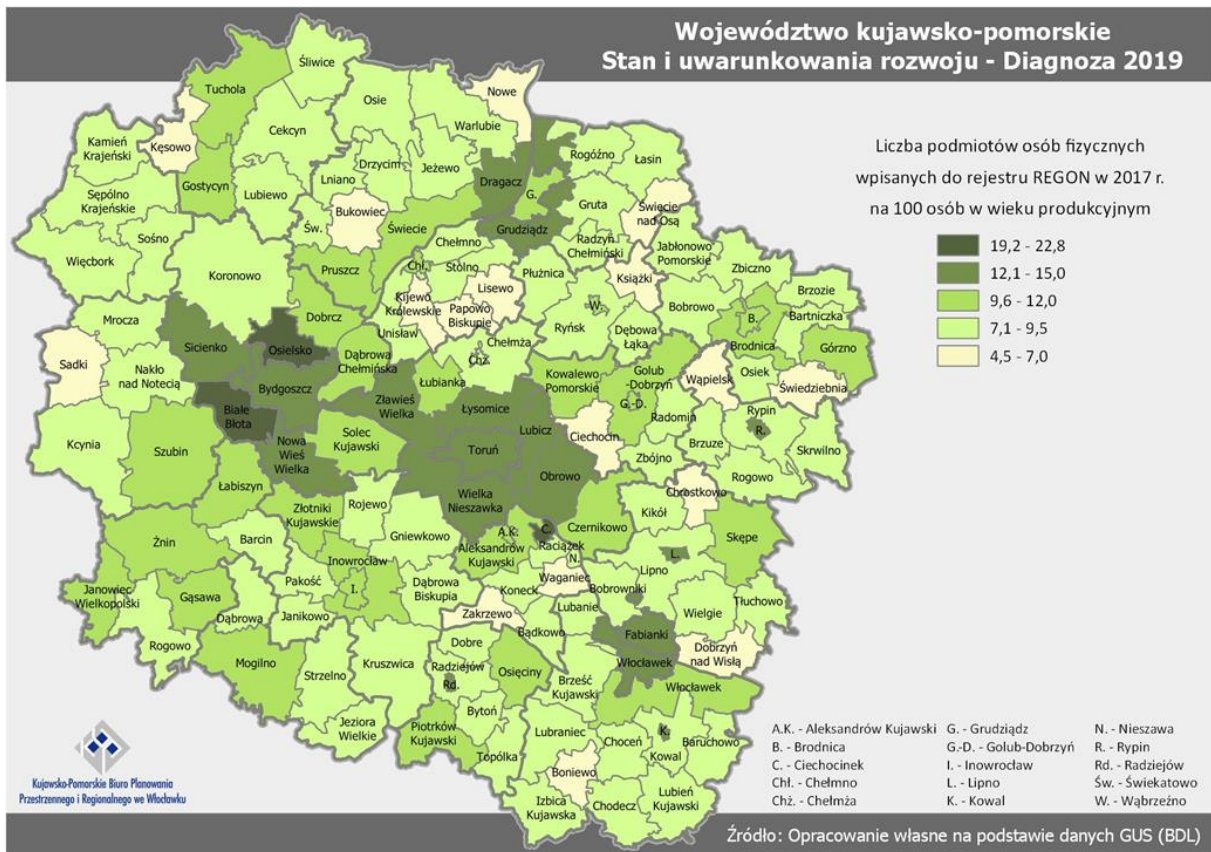 Województwo kujawsko-pomorskie
Stan i uwarunkowania rozwoju - Diagnoza 2019
Liczba podmiotów osób fizycznych
wpisanych do rejestru REGON w 2017 r.
na 100 osób w wieku produkcyjnym
19,2 - 22,8
12,1 - 15,0
9,6 - 12,0
7,1 - 9,5
4,5 - 7,0
Śliwice
Tuchola
Nowe
Osie
Warlubie
Kęsowo
Cekcyn
Kamień
Krajeński
Rogóźno
Łasin
Drzycim
Jeżewo
Lniano
Dragacz
G.
Gostycyn
Lubiewo
Sępólno
Krajeńskie
Bukowiec
Gruta
Święcie
nad Osą
Św.
Świecie
Grudziądz
Sośno
Radzyń
Chełmiński
Jabłonowo
Pomorskie
Więcbork
Koronowo
Pruszcz
Chełmno
Chł.
Stolno
Płużnica
Książki
Zbiczno
Brzozie
Lisewo
Bobrowo
Bartniczka
Kijewo
Królewskie
Papowo
Biskupie
W.
B.
Mrocza
Dobrcz
Unisław
Ryńsk
Dębowa
Łąka
Brodnica
Górzno
Sicienko
Osielsko
Chełmża
Chż.
Sadki
Nakło
nad Notecią
Dąbrowa
Chełmińska
Łubianka
Kowalewo
Pomorskie
Golub
-Dobrzyń
Wąpielsk
Osiek
Świedziebnia
Bydgoszcz
G.-D.
Zławieś
Wielka
Łysomice
Radomin
Rypin
R.
Białe
Błota
Lubicz
Ciechocin
Kcynia
Szubin
Nowa
Wieś
Wielka
Solec
Kujawski
Toruń
Zbójno
Brzuze
Skrwilno
Obrowo
Rogowo
Łabiszyn
Wielka
Nieszawka
Chrostkowo
Złotniki
Kujawskie
Rojewo
Kikół
Czernikowo
Gniewkowo
A.K.
C.
Raciążek
Skępe
Żnin
Barcin
Aleksandrów
Kujawski
N.
L.
Inowrocław
I.
Pakość
Dąbrowa
Biskupia
Koneck
Waganiec
Bobrowniki
Lipno
Janowiec
Wielkopolski
Gąsawa
Dąbrowa
Janikowo
Lubanie
Wielgie
Tłuchowo
Zakrzewo
Bądkowo
Rogowo
Fabianki
Dobrzyń
nad Wisłą
Mogilno
Strzelno
Kruszwica
Dobre
Radziejów
Rd.
Osięciny
Włocławek
Brześć
Kujawski
Włocławek
Jeziora
Wielkie
Bytoń
Piotrków
Kujawski
Topólka
Lubraniec
Choceń
K.
Kowal
Baruchowo
Boniewo
Izbica
Kujawska
Chodecz
Lubień
Kujawski
A.K. - Aleksandrów Kujawski
B. - Brodnica
C. - Ciechocinek
Chł. - Chełmno
Chż. - Chełmża
G. - Grudziądz
G.-D. - Golub-Dobrzyń
I. - Inowrocław
L. - Lipno
K. - Kowal
N. - Nieszawa
R. - Rypin
Rd. - Radziejów
Św. - Świekatowo
W. - Wąbrzeźno
Kujawsko-Pomorskie Biuro Planowania
Przestrzennego i Regionalnego we Włocławku
Źródło: Opracowanie własne na podstawie danych GUS (BDL)